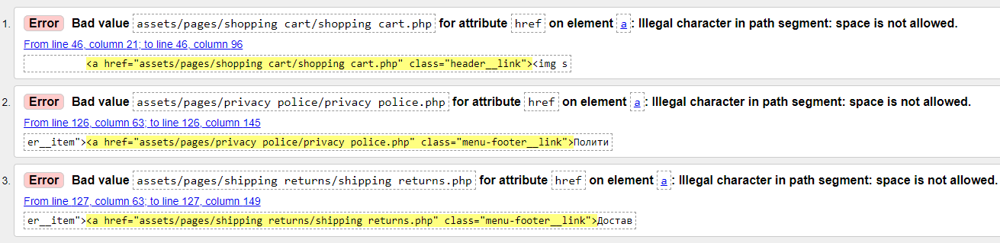 1. Error Bad value assets/pages/shopping cart/shopping cart.php for attribute href on element a: Illegal character in path segment: space is not allowed.
From line 46, column 21; to line 46, column 96
<a href="assets/pages/shopping cart/shopping cart.php" class="header__link"><img s
2. Error Bad value assets/pages/privacy police/privacy police.php for attribute href on element a: Illegal character in path segment: space is not allowed.
From line 126, column 63; to line 126, column 145
er__item"><a href="assets/pages/privacy police/privacy police.php" class="menu-footer__link">Полити
3. Error Bad value assets/pages/shipping returns/shipping returns.php for attribute href on element a: Illegal character in path segment: space is not allowed.
From line 127, column 63; to line 127, column 149
er__item"><a href="assets/pages/shipping returns/shipping returns.php" class="menu-footer__link">Достав